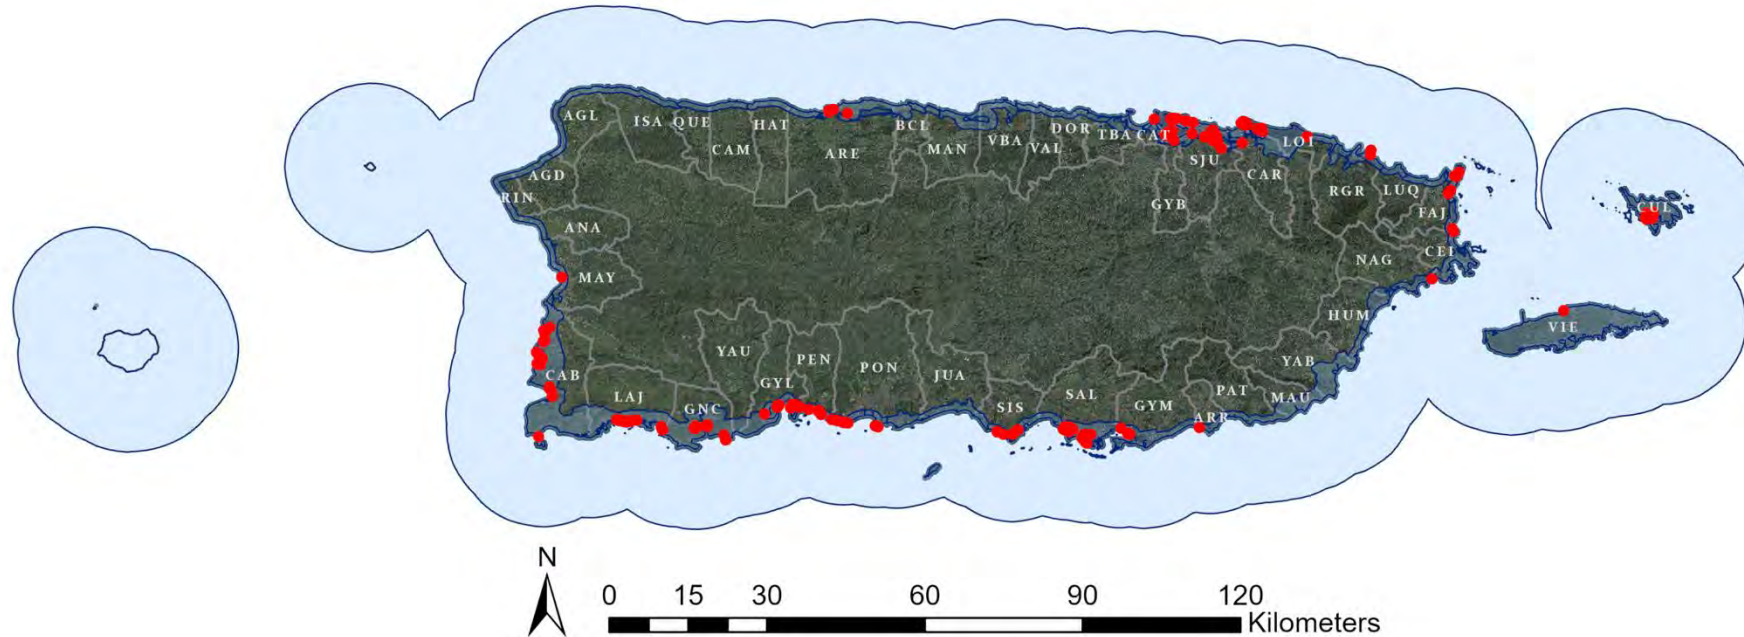 AGL
ISA
QUE
CAM
HAT
ARE
BCL
MAN
VBA
VAL
DOR
TBA
CAT
SJU
GYB
CAR
LOI
RGR
LUQ
FAJ
CUL
RIN
AGD
ANA
MAY
NAG
CEI
HUM
VIE
CAB
LAJ
GNC
YAU
GYL
PEN
PON
JUA
SIS
SAL
GYM
ARR
PAT
MAU
YAB
N
0 15 30 60 90 120
Kilometers